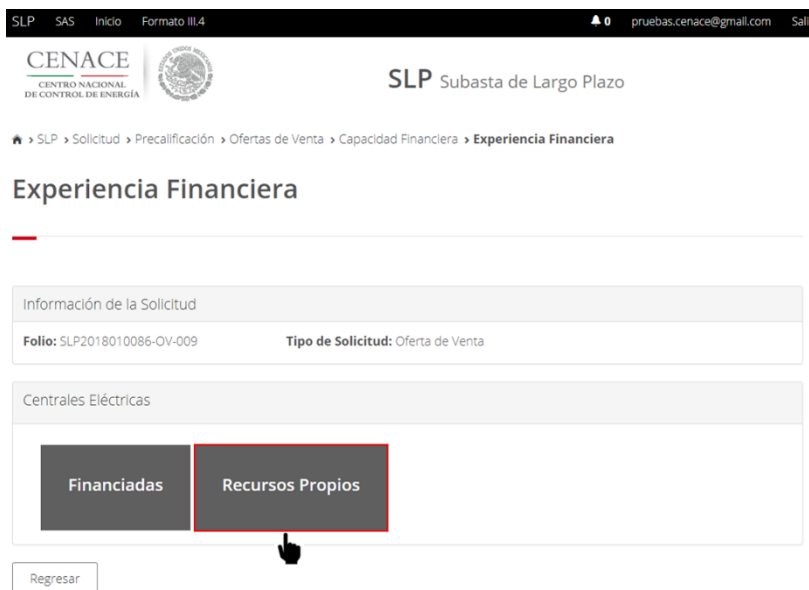 SLP SAS Inicio Formato III.4 0 pruebas.cenace@gmail.com Sali
CENACE
CENTRO NACIONAL
DE CONTROL DE ENERGÍA
SLP Subasta de Largo Plazo
> SLP > Solicitud > Precalificación > Ofertas de Venta > Capacidad Financiera > Experiencia Financiera
Experiencia Financiera
Información de la Solicitud
Folio: SLP2018010086-OV-009 Tipo de Solicitud: Oferta de Venta
Centrales Eléctricas
Financiadas Recursos Propios
Regresar